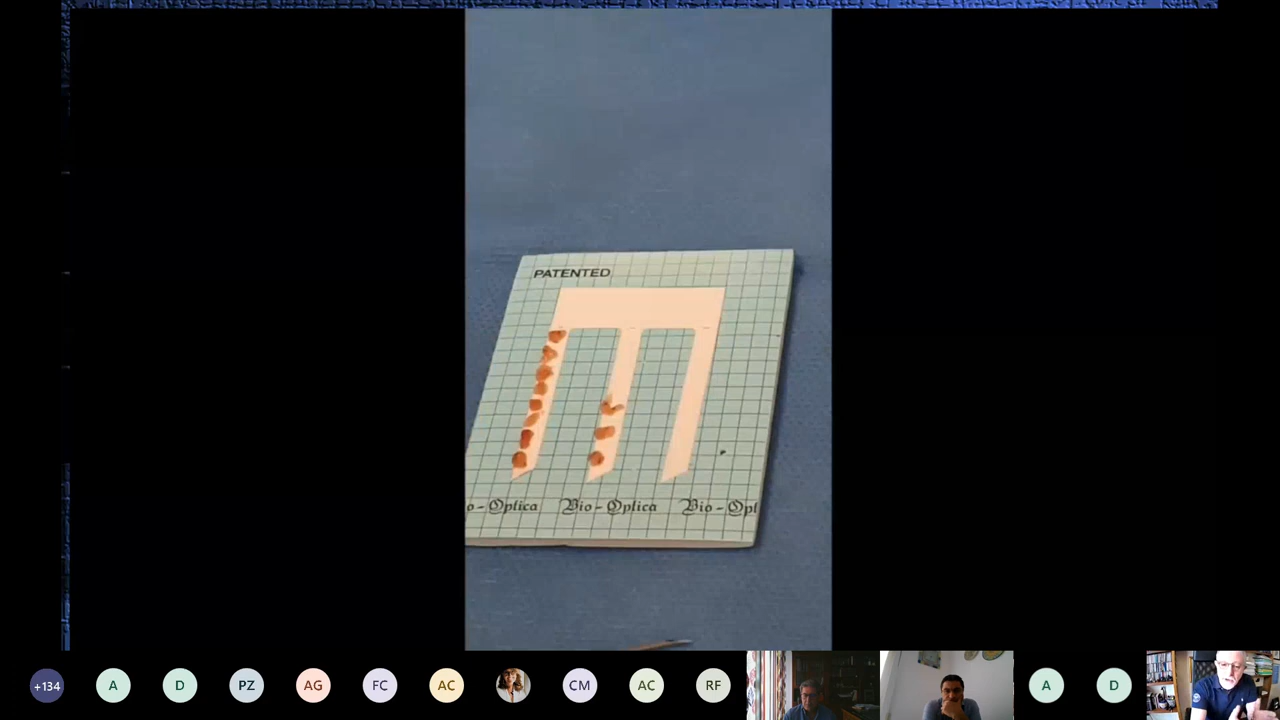 PATENTED
o - Optica Bio - Optica Bio - Opt
+134 A D PZ AG FC AC CM AC RF A D